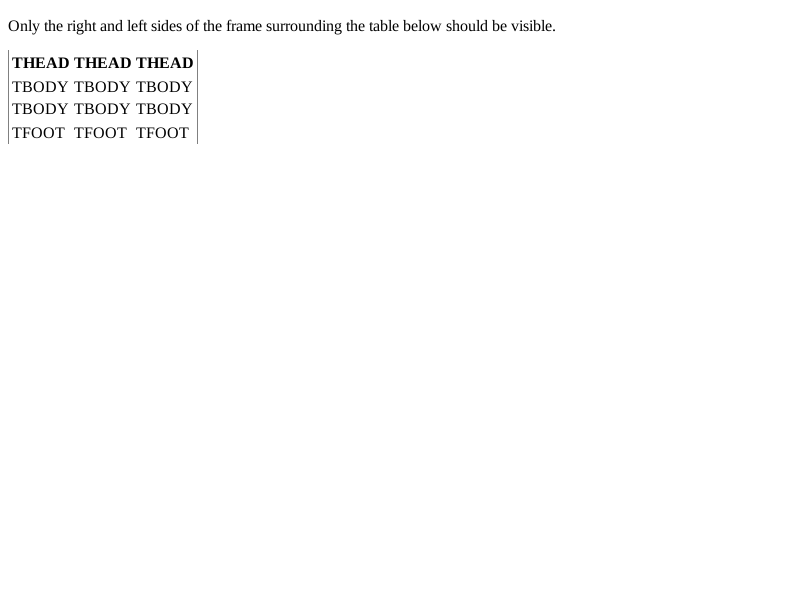 Only the right and left sides of the frame surrounding the table below should be visible.
THEAD THEAD THEAD
TBODY TBODY TBODY
TBODY TBODY TBODY
TFOOT TFOOT TFOOT